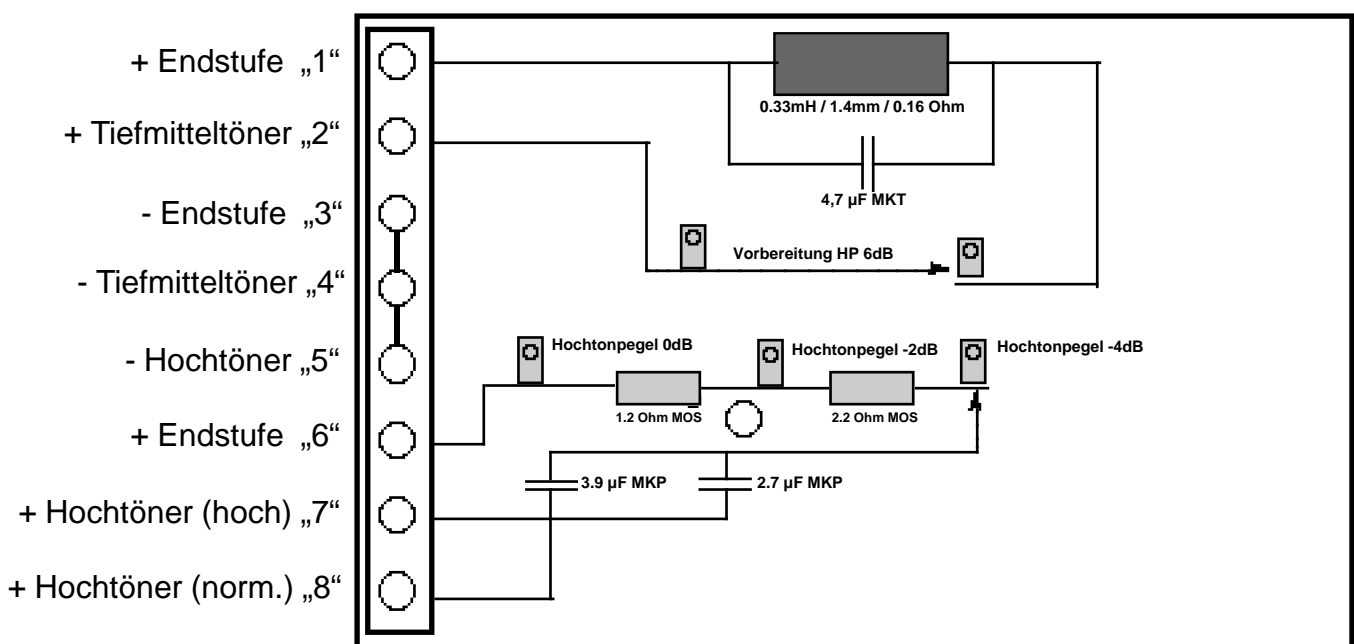 + Endstufe „1“
+ Tiefmitteltöner „2“
- Endstufe „3“
- Tiefmitteltöner „4“
- Hochtöner „5“
+ Endstufe „6“
+ Hochtöner (hoch) „7“
+ Hochtöner (norm.) „8“
0.33mH / 1.4mm / 0.16 Ohm
4,7 µF MKT
Vorbereitung HP 6dB
Hochtonpegel 0dB
Hochtonpegel -2dB
Hochtonpegel -4dB
1.2 Ohm MOS
2.2 Ohm MOS
3.9 µF MKP
2.7 µF MKP